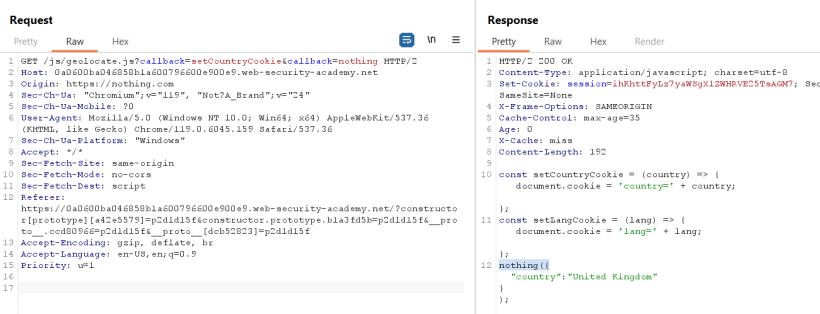 Request
Pretty Raw Hex
\n
1 GET /js/geolocate.js?callback=setCountryCookie&callback=nothing HTTP/2
2 Host: 0a0600ba046858b1a600796600e900e9.web-security-academy.net
3 Origin: https://nothing.com
4 Sec-Ch-Ua: "Chromium";v="119", "Not?A_Brand";v="24"
5 Sec-Ch-Ua-Mobile: ?0
6 User-Agent: Mozilla/5.0 (Windows NT 10.0; Win64; x64) AppleWebKit/537.36
(KHTML, like Gecko) Chrome/119.0.6045.159 Safari/537.36
7 Sec-Ch-Ua-Platform: "Windows"
8 Accept: */*
9 Sec-Fetch-Site: same-origin
10 Sec-Fetch-Mode: no-cors
11 Sec-Fetch-Dest: script
12 Referer:
https://0a0600ba046858b1a600796600e900e9.web-security-academy.net/?constructo
r[prototype][a42e5579]=p2d1d15f&constructor.prototype.b1a3fd5b=p2d1d15f&__pro
to__.ccd80966=p2d1d15f&__proto__[dcb52823]=p2d1d15f
13 Accept-Encoding: gzip, deflate, br
14 Accept-Language: en-US,en;q=0.9
15 Priority: u=1
16
17
Response
Pretty Raw Hex Render
1 HTTP/2 200 OK
2 Content-Type: application/javascript; charset=utf-8
3 Set-Cookie: session=ihKhttFyLz7yaWSgXlZWHRVE25TsAGM7; Sec
SameSite=None
4 X-Frame-Options: SAMEORIGIN
5 Cache-Control: max-age=35
6 Age: 0
7 X-Cache: miss
8 Content-Length: 192
9
10 const setCountryCookie = (country) => {
document.cookie = 'country=' + country;
};
11 const setLangCookie = (lang) => {
document.cookie = 'lang=' + lang;
};
12 nothing({
"country":"United Kingdom"
}
);